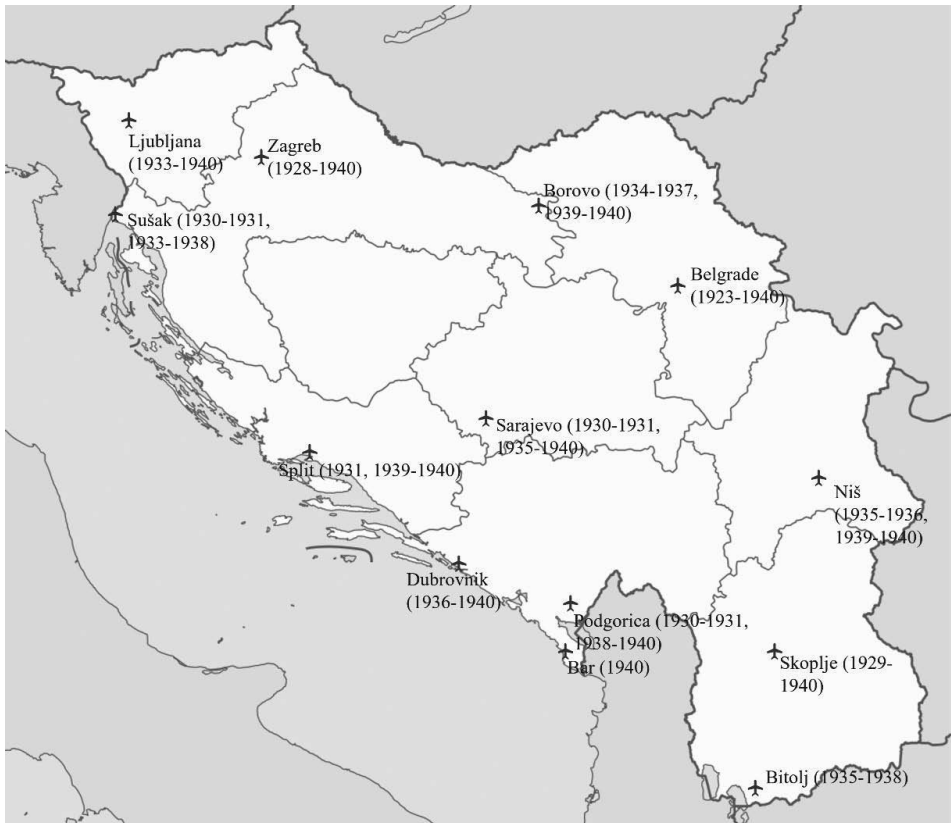 Ljubljana
(1933-1940)
Zagreb
(1928-1940)
Sušak (1930-1931,
1933-1938)
Borovo (1934-1937,
1939-1940)
Belgrade
(1923-1940)
Sarajevo (1930-1931,
1935-1940)
Split (1931, 1939-1940)
Niš
(1935-1936,
1939-1940)
Dubrovnik
(1936-1940)
Podgorica (1930-1931,
1938-1940)
Bar (1940)
Skoplje (1929-
1940)
Bitolj (1935-1938)